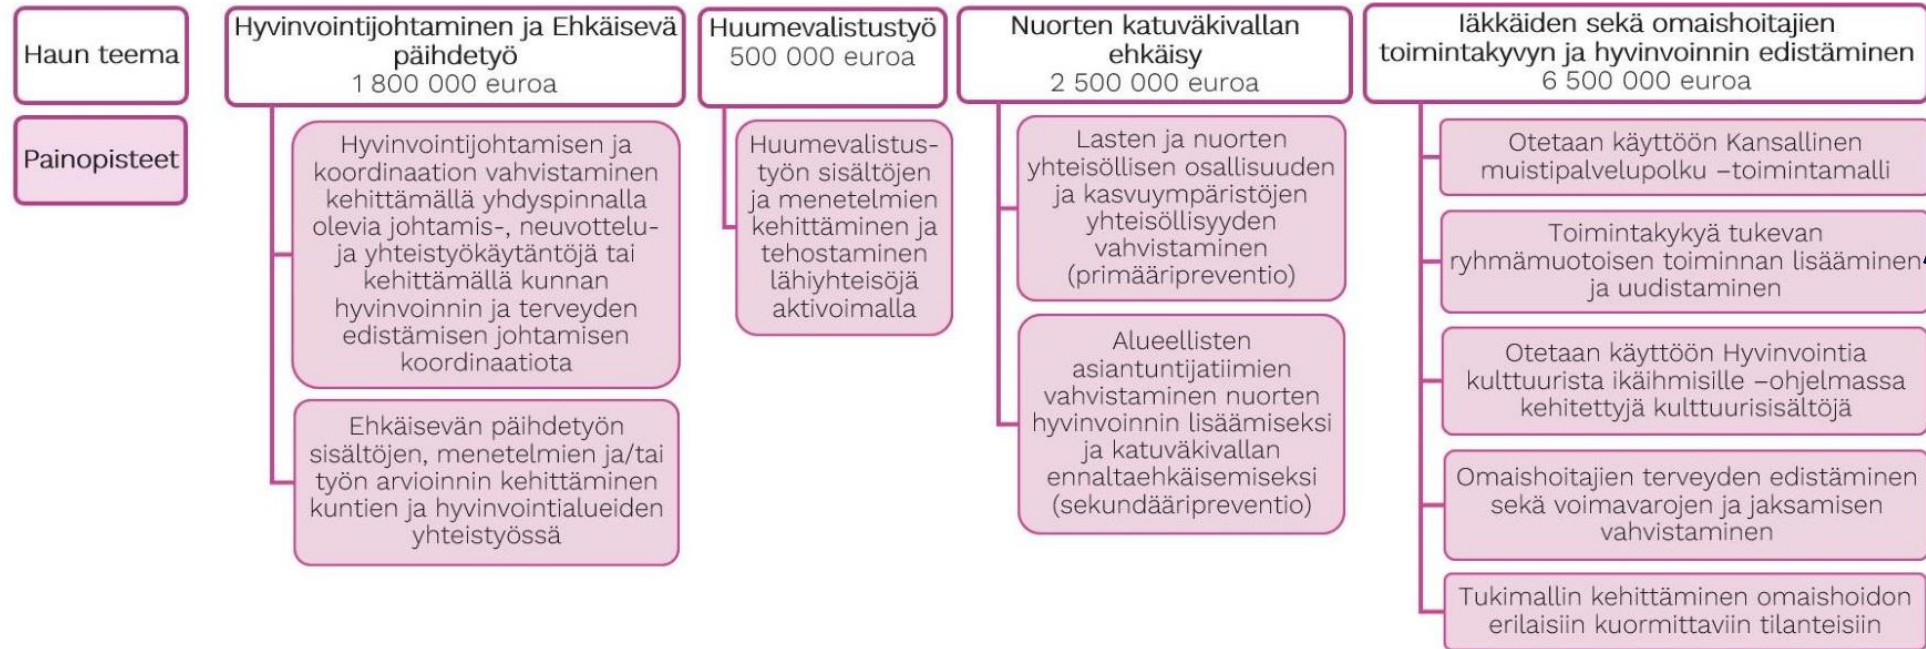 Haun teema
Painopisteet
Hyvinvointijohtaminen ja Ehkäisevä
päihdetyö
1 800 000 euroa
Hyvinvointijohtamisen ja
koordinaation vahvistaminen
kehittämällä yhdyspinnalla
olevia johtamis-, neuvottelu-
ja yhteistyökäytäntöjä tai
kehittämällä kunnan
hyvinvoinnin ja terveyden
edistämisen johtamisen
koordinaatiota
Ehkäisevän päihdetyön
sisältöjen, menetelmien ja/tai
työn arvioinnin kehittäminen
kuntien ja hyvinvointialueiden
yhteistyössä
Huumevalistustyö
500 000 euroa
Huumevalistus-
työn sisältöjen
ja menetelmien
kehittäminen ja
tehostaminen
lähiyhteisöjä
aktivoimalla
Nuorten katuväkivallan
ehkäisy
2 500 000 euroa
Lasten ja nuorten
yhteisöllisen osallisuuden
ja kasvuympäristöjen
yhteisöllisyyden
vahvistaminen
(primääripreventio)
Alueellisten
asiantuntijatiimien
vahvistaminen nuorten
hyvinvoinnin lisäämiseksi
ja katuväkivallan
ennaltaehkäisemiseksi
(sekundääripreventio)
Iäkkäiden sekä omaishoitajien
toimintakyvyn ja hyvinvoinnin edistäminen
6 500 000 euroa
Otetaan käyttöön Kansallinen
muistipalvelupolku –toimintamalli
Toimintakykyä tukevan
ryhmämuotoisen toiminnan lisääminen
ja uudistaminen
Otetaan käyttöön Hyvinvointia
kulttuurista ikäihmisille –ohjelmassa
kehitettyjä kulttuurisisältöjä
Omaishoitajien terveyden edistäminen
sekä voimavarojen ja jaksamisen
vahvistaminen
Tukimallin kehittäminen omaishoidon
erilaisiin kuormittaviin tilanteisiin